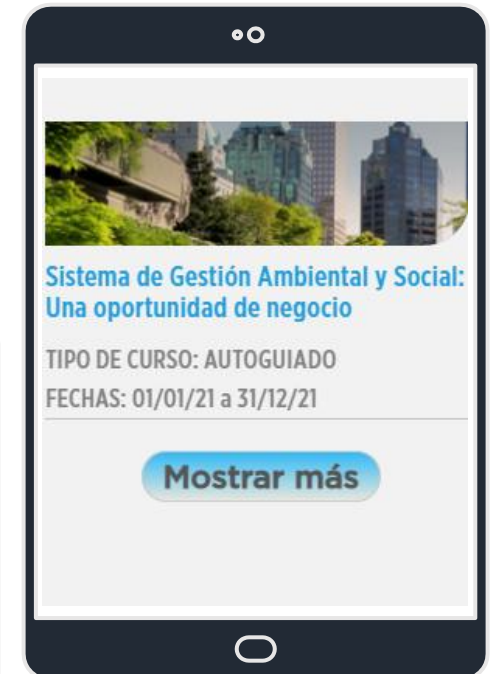 Sistema de Gestión Ambiental y Social:
Una oportunidad de negocio
TIPO DE CURSO: AUTOGUIADO
FECHAS: 01/01/21 a 31/12/21
Mostrar más